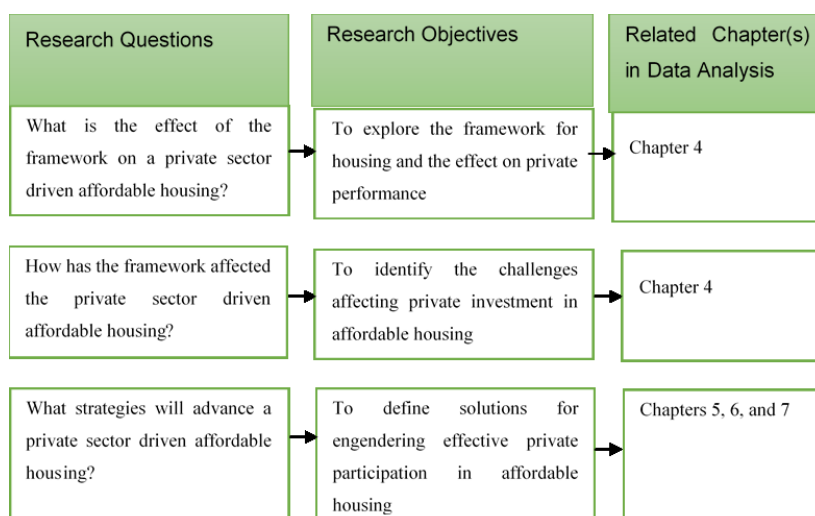 Research Questions
Research Objectives
Related Chapter(s)
in Data Analysis
What is the effect of the
framework on a private sector
driven affordable housing?
To explore the framework for
housing and the effect on private
performance
Chapter 4
How has the framework affected
the private sector driven
affordable housing?
To identify the challenges
affecting private investment in
affordable housing
Chapter 4
What strategies will advance a
private sector driven affordable
housing?
To define solutions for
engendering effective private
participation in affordable
housing
Chapters 5, 6, and 7